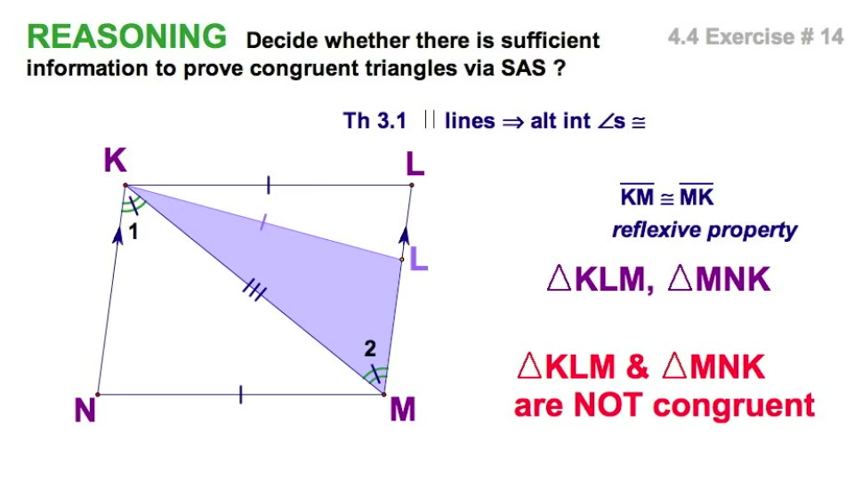 REASONING Decide whether there is sufficient
4.4 Exercise # 14
information to prove congruent triangles via SAS ?
Th 3.1 || lines ⇒ alt int ∠s ≅
K
L
KM ≅ MK
reflexive property
1
L
△KLM, △MNK
2
△KLM & △MNK
are NOT congruent
N
M